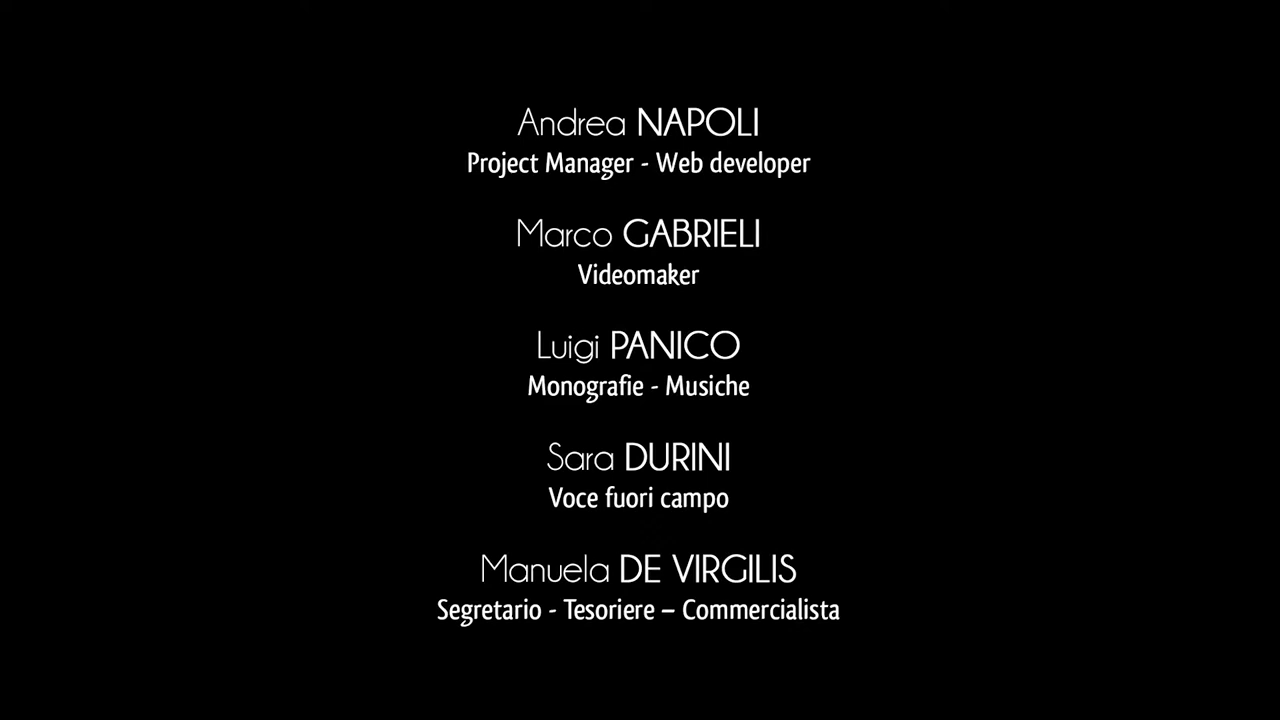 Andrea NAPOLI
Project Manager - Web developer
Marco GABRIELI
Videomaker
Luigi PANICO
Monografie - Musiche
Sara DURINI
Voce fuori campo
Manuela DE VIRGILIS
Segretario - Tesoriere – Commercialista